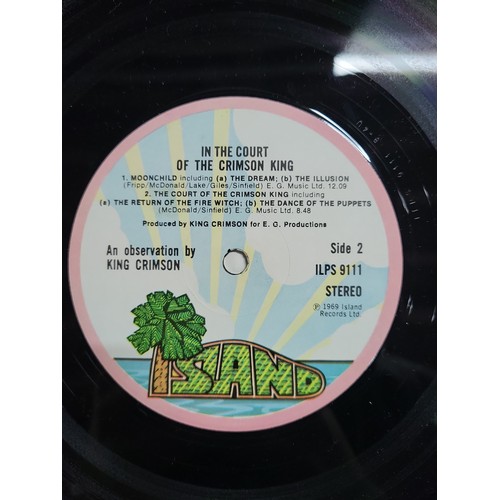 IN THE COURT
OF THE CRIMSON KING
1. MOONCHILD including (a) THE DREAM; (b) THE ILLUSION
(Fripp/McDonald/Lake/Giles/Sinfield) E. G. Music Ltd. 12.09
2. THE COURT OF THE CRIMSON KING including
(a) THE RETURN OF THE FIRE WITCH; (b) THE DANCE OF THE PUPPETS
(McDonald/Sinfield) E. G. Music Ltd. 8.48
Produced by KING CRIMSON for E. G. Productions
An observation by
KING CRIMSON
Side 2
ILPS 9111
STEREO
℗ 1969 Island
Records Ltd.
ISLAND